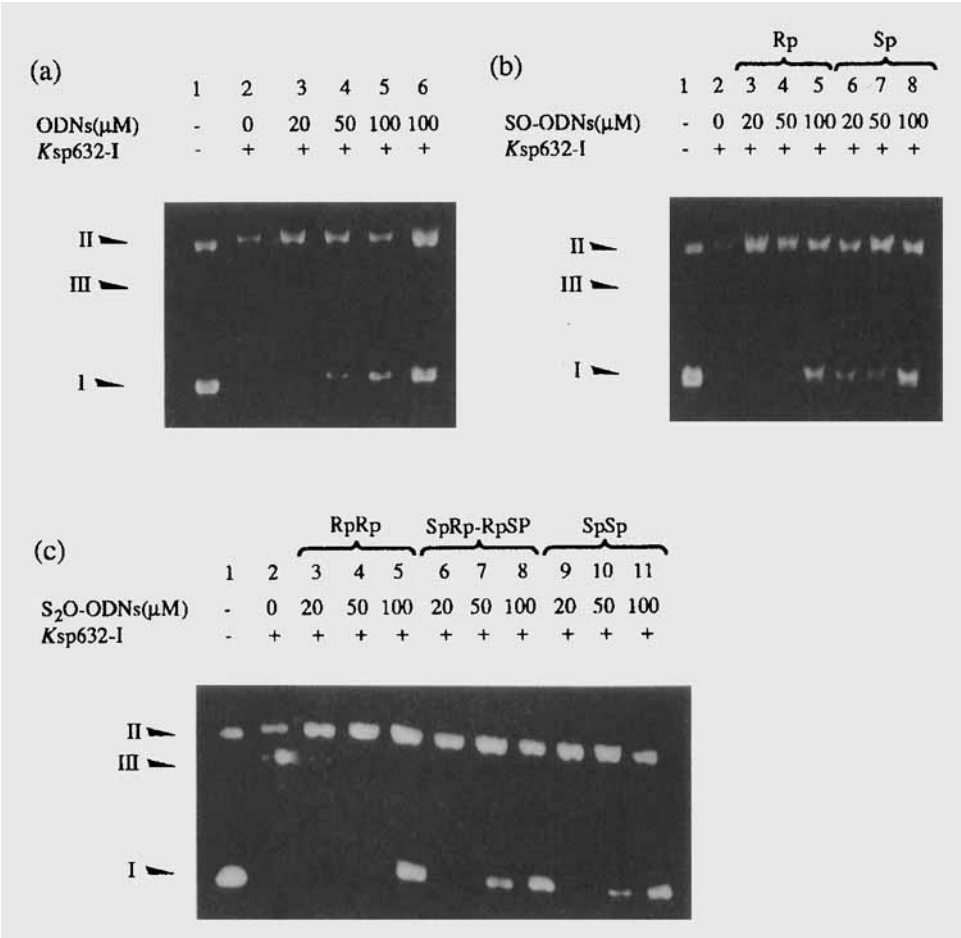 (a)
1 2 3 4 5 6
ODNs(μM) - 0 20 50 100 100
Ksp632-I - + + + + +
II
III
I
(b)
Rp Sp
1 2 3 4 5 6 7 8
SO-ODNs(μM) - 0 20 50 100 20 50 100
Ksp632-I - + + + + + + +
II
III
I
(c)
RpRp SpRp-RpSP SpSp
1 2 3 4 5 6 7 8 9 10 11
S₂O-ODNs(μM) - 0 20 50 100 20 50 100 20 50 100
Ksp632-I - + + + + + + + + + +
II
III
I